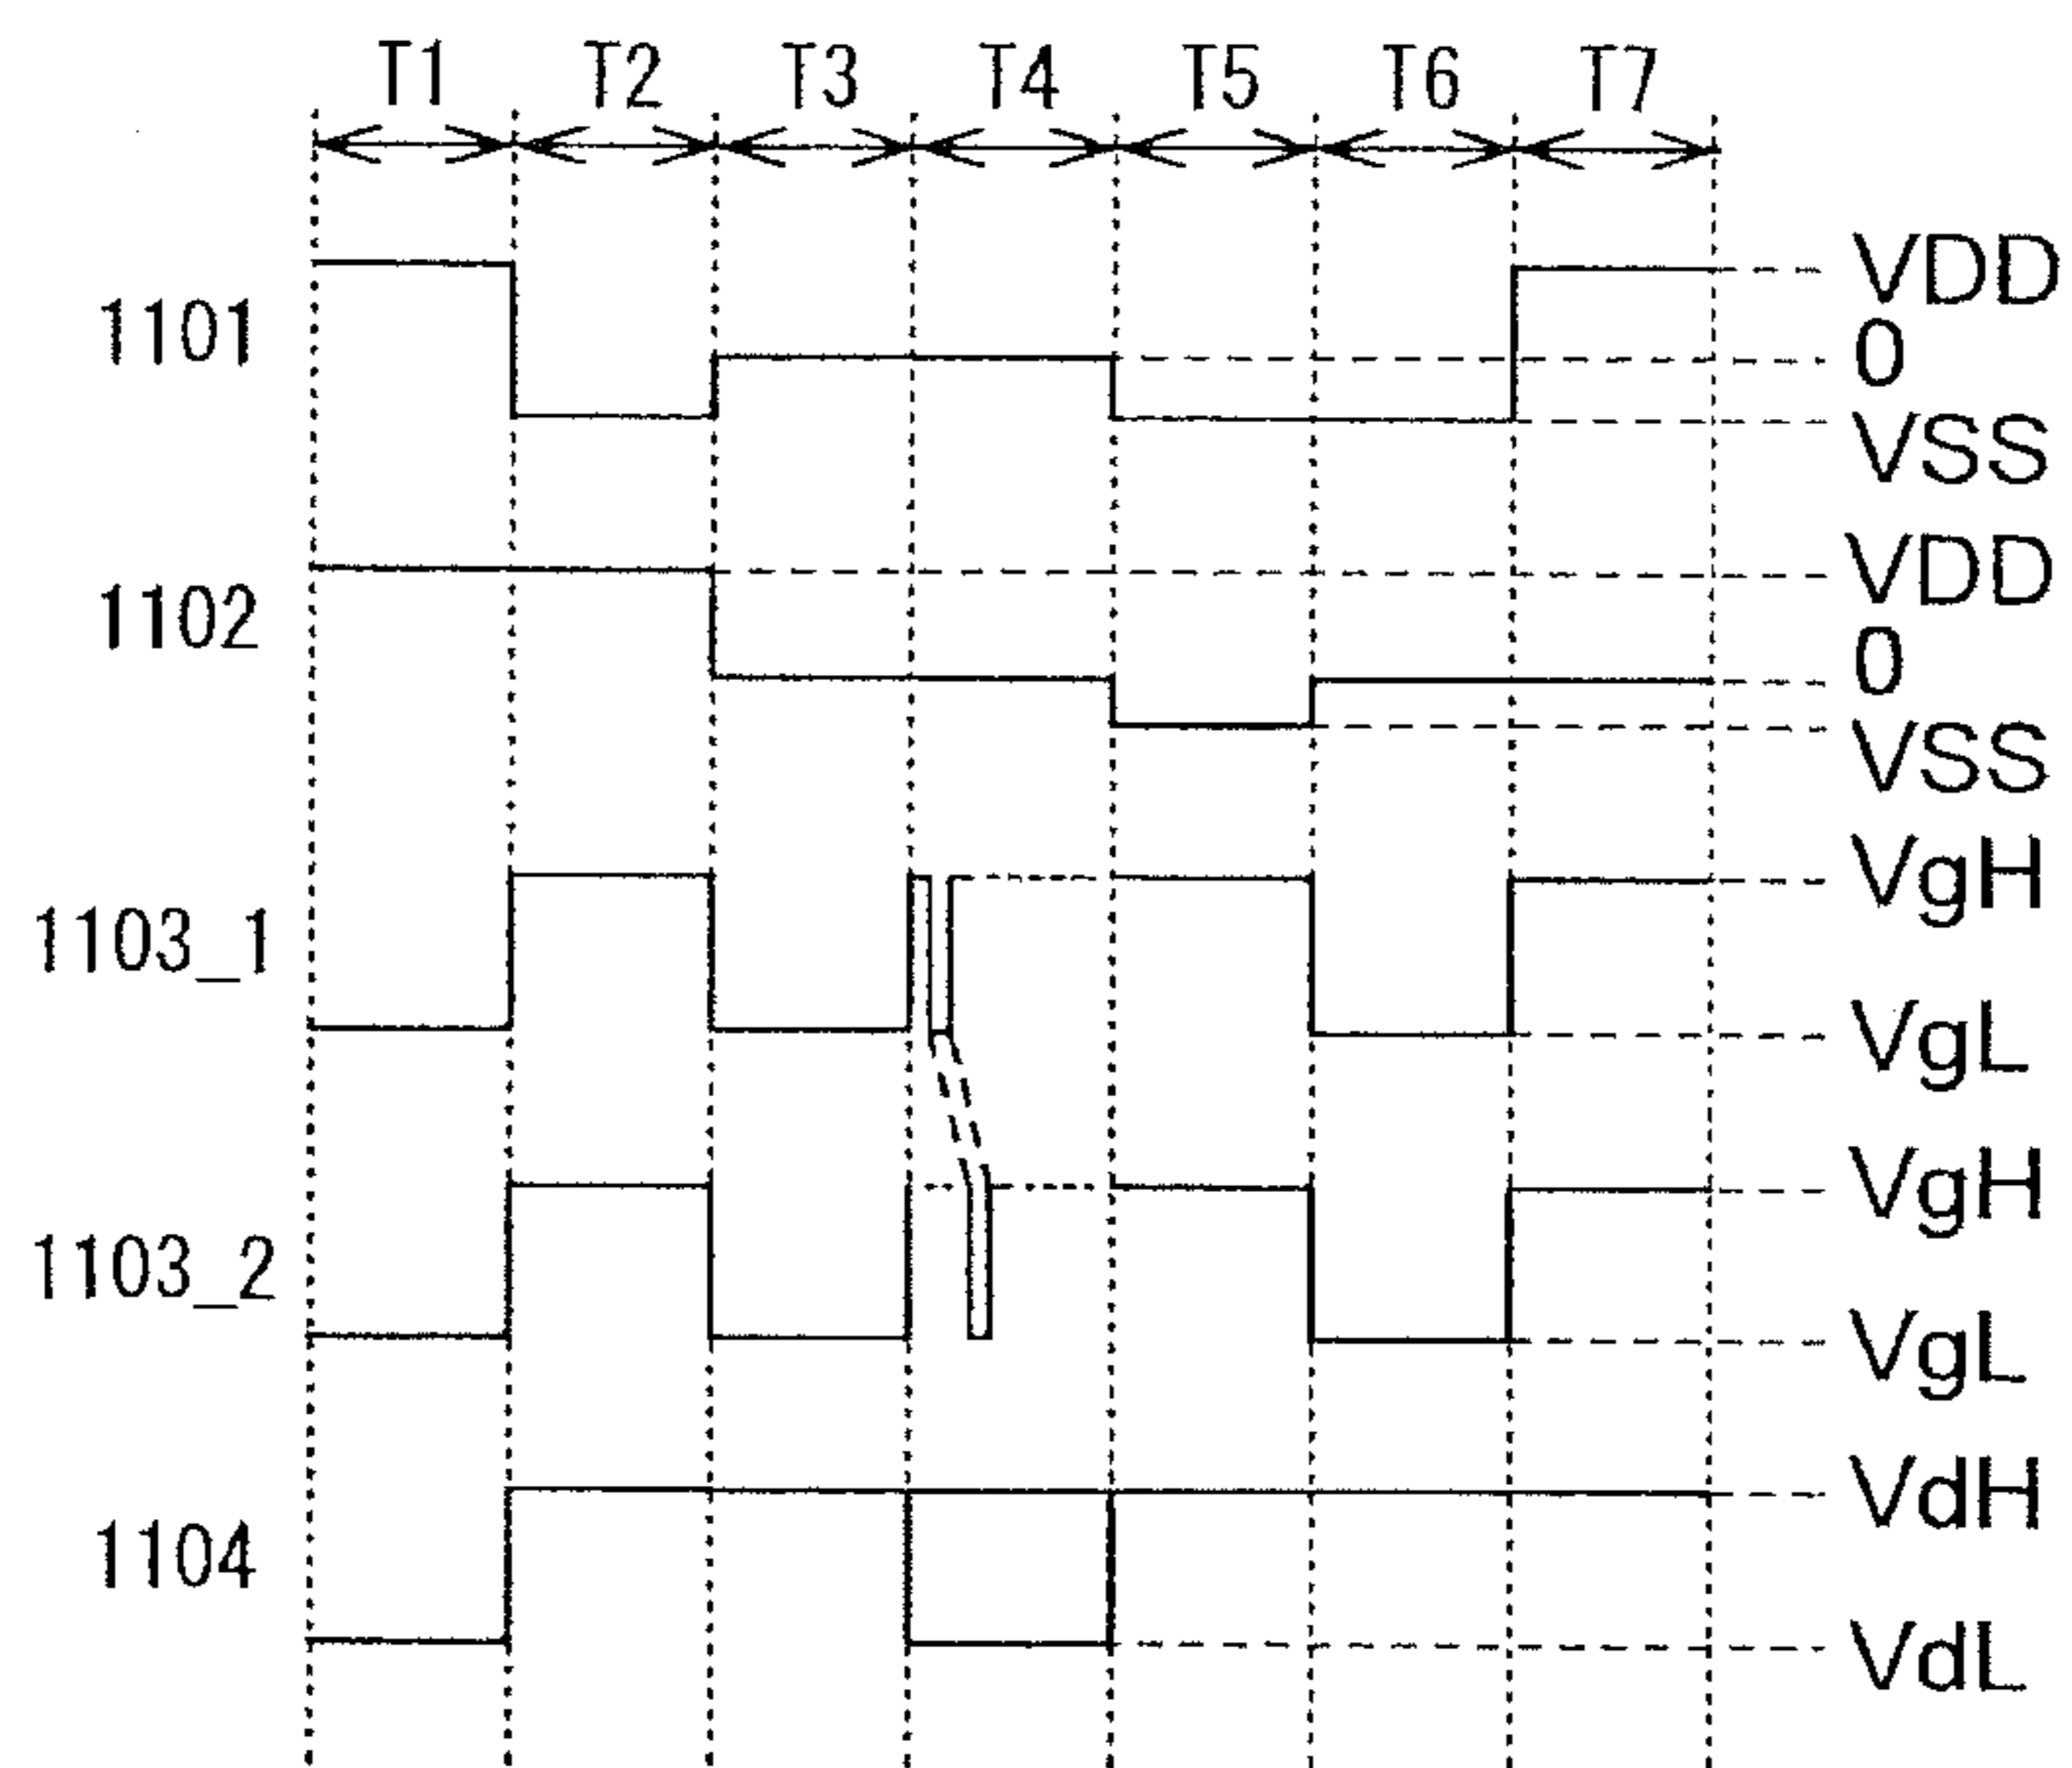 T1 T2 T3 T4 T5 T6 T7
1101
VDD
0
VSS
1102
VDD
0
VSS
1103_1
VgH
VgL
1103_2
VgH
VgL
1104
VdH
VdL